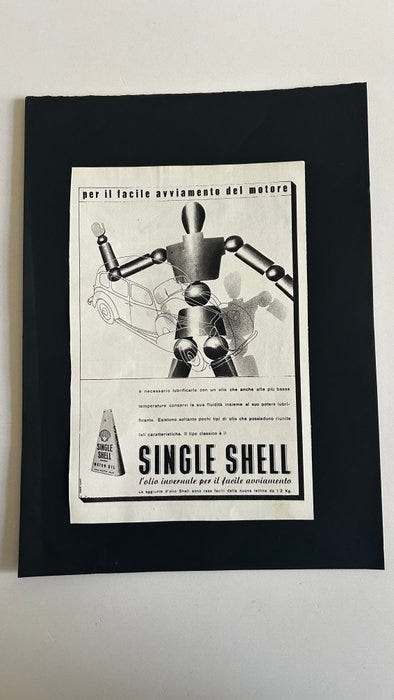 per il facile avviamento del motore
è necessario lubrificarlo con un olio che anche alle più basse
temperature conservi la sua fluidità insieme al suo potere lubri-
ficante. Esistono soltanto pochi tipi di olio che possiedono riunite
tali caratteristiche. Il tipo classico è il
SINGLE
SHELL
MOTOR OIL
SINGLE SHELL
l'olio invernale per il facile avviamento
Le aggiunte d'olio Shell sono rese facili dalla nuova lattina da 1/2 Kg.